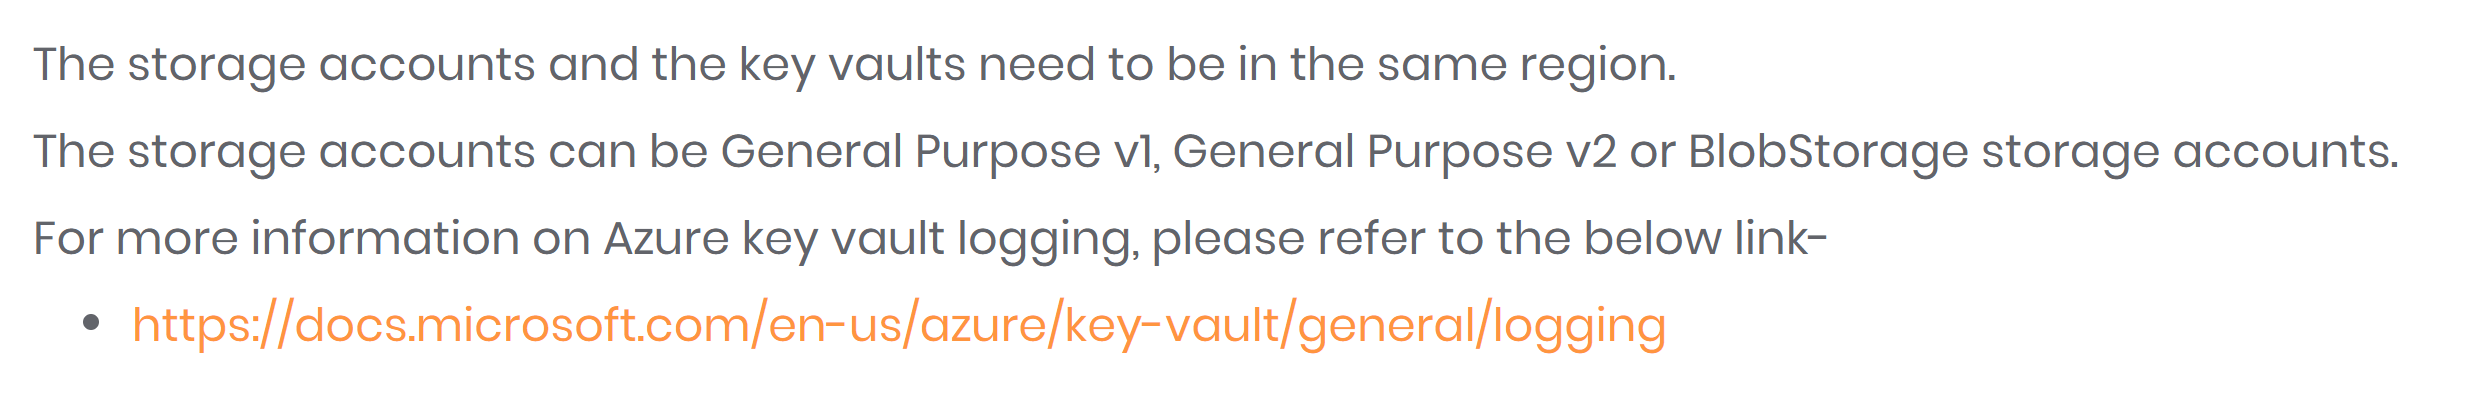 The storage accounts and the key vaults need to be in the same region.
The storage accounts can be General Purpose v1, General Purpose v2 or BlobStorage storage accounts.
For more information on Azure key vault logging, please refer to the below link-
• https://docs.microsoft.com/en-us/azure/key-vault/general/logging